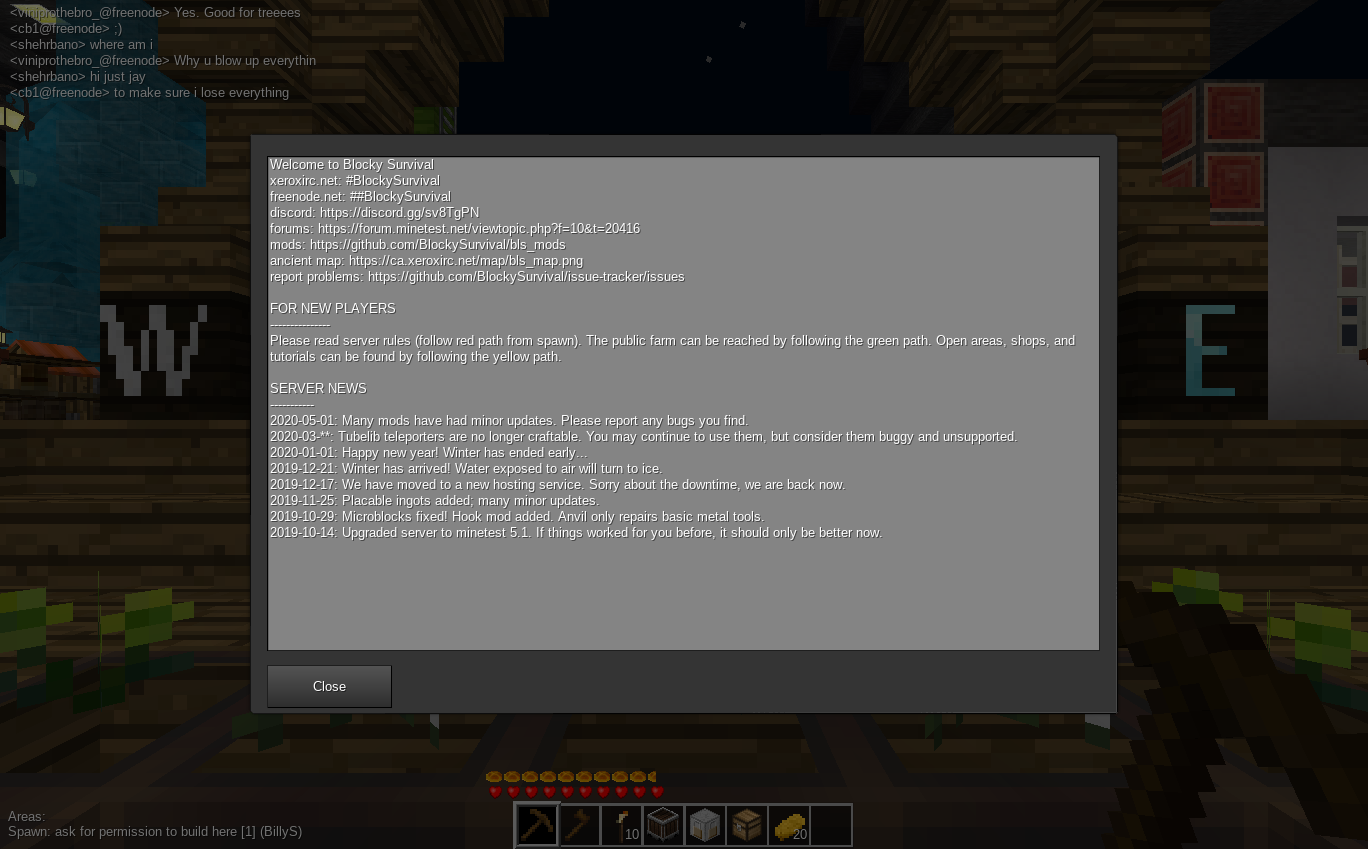 <viniprothebro_@freenode> Yes. Good for treeees
<cb1@freenode> ;)
<shehrbano> where am i
<viniprothebro_@freenode> Why u blow up everythin
<shehrbano> hi just jay
<cb1@freenode> to make sure i lose everything
Welcome to Blocky Survival
xeroxirc.net: #BlockySurvival
freenode.net: ##BlockySurvival
discord: https://discord.gg/sv8TgPN
forums: https://forum.minetest.net/viewtopic.php?f=10&t=20416
mods: https://github.com/BlockySurvival/bls_mods
ancient map: https://ca.xeroxirc.net/map/bls_map.png
report problems: https://github.com/BlockySurvival/issue-tracker/issues
FOR NEW PLAYERS
---------------
Please read server rules (follow red path from spawn). The public farm can be reached by following the green path. Open areas, shops, and
tutorials can be found by following the yellow path.
SERVER NEWS
-----------
2020-05-01: Many mods have had minor updates. Please report any bugs you find.
2020-03-**: Tubelib teleporters are no longer craftable. You may continue to use them, but consider them buggy and unsupported.
2020-01-01: Happy new year! Winter has ended early...
2019-12-21: Winter has arrived! Water exposed to air will turn to ice.
2019-12-17: We have moved to a new hosting service. Sorry about the downtime, we are back now.
2019-11-25: Placable ingots added; many minor updates.
2019-10-29: Microblocks fixed! Hook mod added. Anvil only repairs basic metal tools.
2019-10-14: Upgraded server to minetest 5.1. If things worked for you before, it should only be better now.
W
E
Close
Areas:
Spawn: ask for permission to build here [1] (BillyS)
10
20